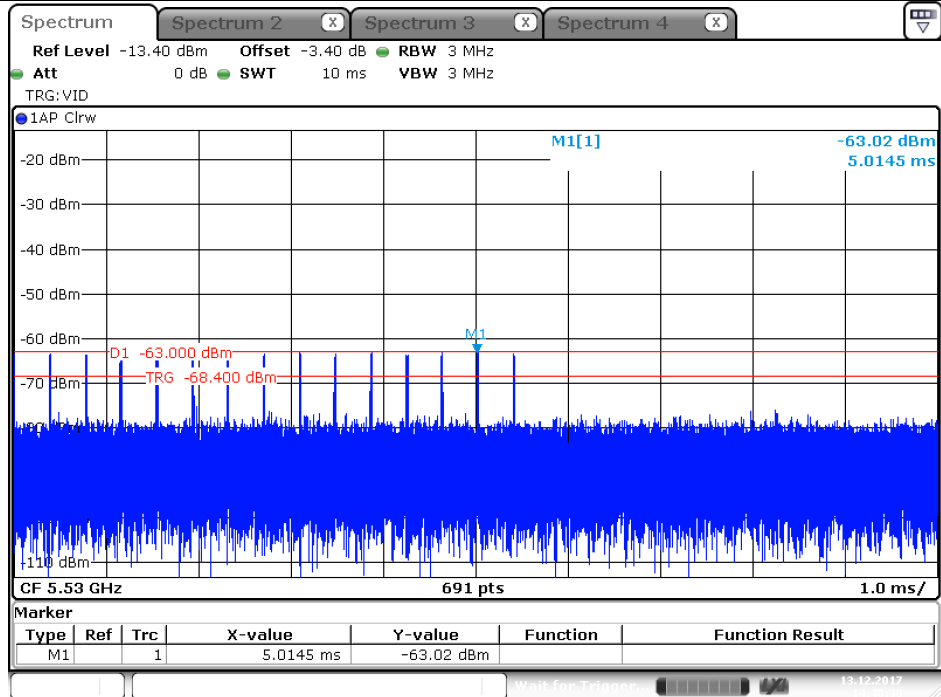 Spectrum Spectrum 2 X Spectrum 3 X Spectrum 4 X
Ref Level -13.40 dBm Offset -3.40 dB RBW 3 MHz
Att 0 dB SWT 10 ms VBW 3 MHz
TRG:VID
1AP Clrw
M1[1] -63.02 dBm
5.0145 ms
-20 dBm
-30 dBm
-40 dBm
-50 dBm
-60 dBm
M1
D1 -63.000 dBm
TRG -68.400 dBm
-70 dBm
-110 dBm
CF 5.53 GHz 691 pts 1.0 ms/
Marker
Type Ref Trc X-value Y-value Function Function Result
M1 1 5.0145 ms -63.02 dBm
Wait for Trigger... 13.12.2017